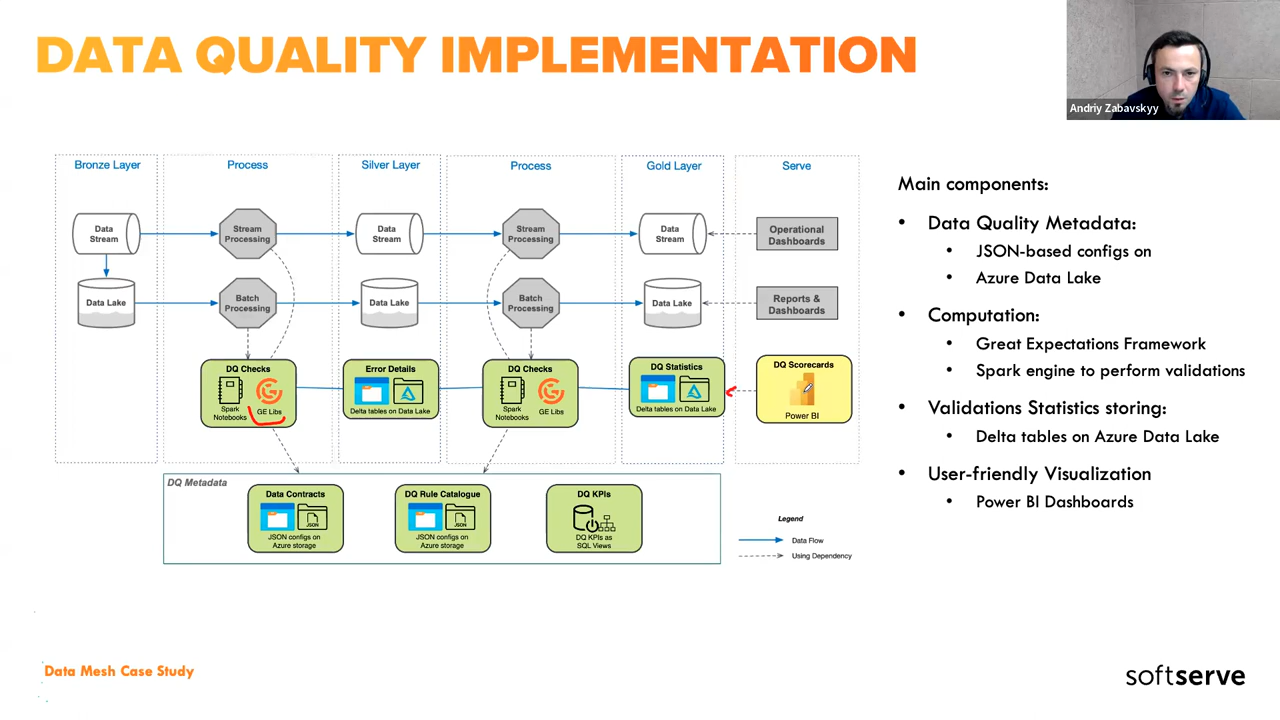 DATA QUALITY IMPLEMENTATION
Andriy Zabavskyy
Bronze Layer
Process
Silver Layer
Process
Gold Layer
Serve
Data
Stream
Stream
Processing
Data
Stream
Stream
Processing
Data
Stream
Operational
Dashboards
Data Lake
Batch
Processing
Data Lake
Batch
Processing
Data Lake
Reports &
Dashboards
DQ Checks
Spark
Notebooks
GE Libs
Error Details
Delta tables on Data Lake
DQ Checks
Spark
Notebooks
GE Libs
DQ Statistics
Delta tables on Data Lake
DQ Scorecards
Power BI
DQ Metadata
Data Contracts
JSON
JSON configs on
Azure storage
DQ Rule Catalogue
JSON
JSON configs on
Azure storage
DQ KPIs
DQ KPIs as
SQL Views
Legend
Data Flow
Using Dependency
Main components:
• Data Quality Metadata:
• JSON-based configs on
• Azure Data Lake
• Computation:
• Great Expectations Framework
• Spark engine to perform validations
• Validations Statistics storing:
• Delta tables on Azure Data Lake
• User-friendly Visualization
• Power BI Dashboards
Data Mesh Case Study
softserve